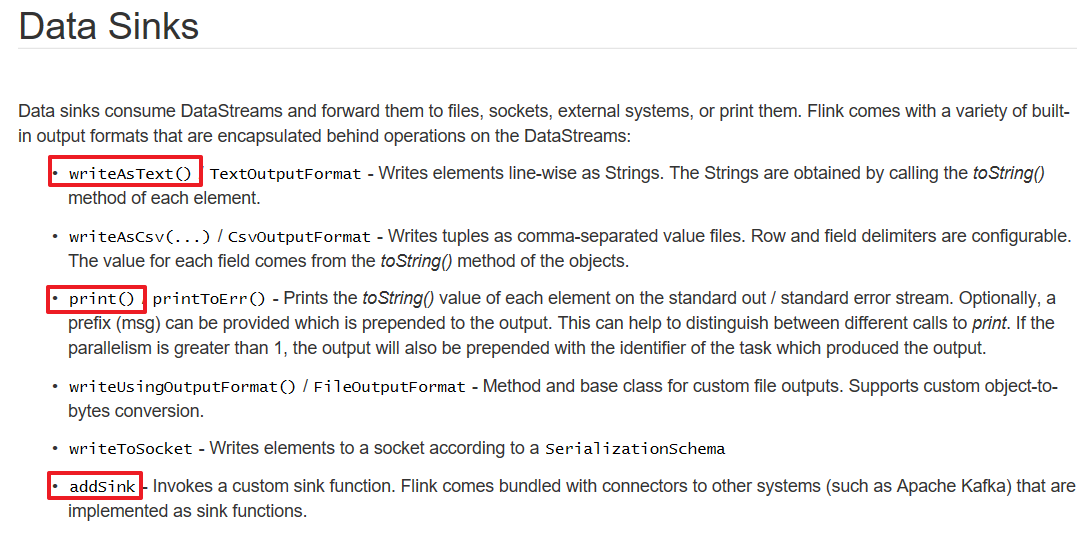 Data Sinks
Data sinks consume DataStreams and forward them to files, sockets, external systems, or print them. Flink comes with a variety of built-
in output formats that are encapsulated behind operations on the DataStreams:
• writeAsText() / TextOutputFormat - Writes elements line-wise as Strings. The Strings are obtained by calling the toString()
method of each element.
• writeAsCsv(...) / CsvOutputFormat - Writes tuples as comma-separated value files. Row and field delimiters are configurable.
The value for each field comes from the toString() method of the objects.
• print() / printToErr() - Prints the toString() value of each element on the standard out / standard error stream. Optionally, a
prefix (msg) can be provided which is prepended to the output. This can help to distinguish between different calls to print. If the
parallelism is greater than 1, the output will also be prepended with the identifier of the task which produced the output.
• writeUsingOutputFormat() / FileOutputFormat - Method and base class for custom file outputs. Supports custom object-to-
bytes conversion.
• writeToSocket - Writes elements to a socket according to a SerializationSchema
• addSink - Invokes a custom sink function. Flink comes bundled with connectors to other systems (such as Apache Kafka) that are
implemented as sink functions.